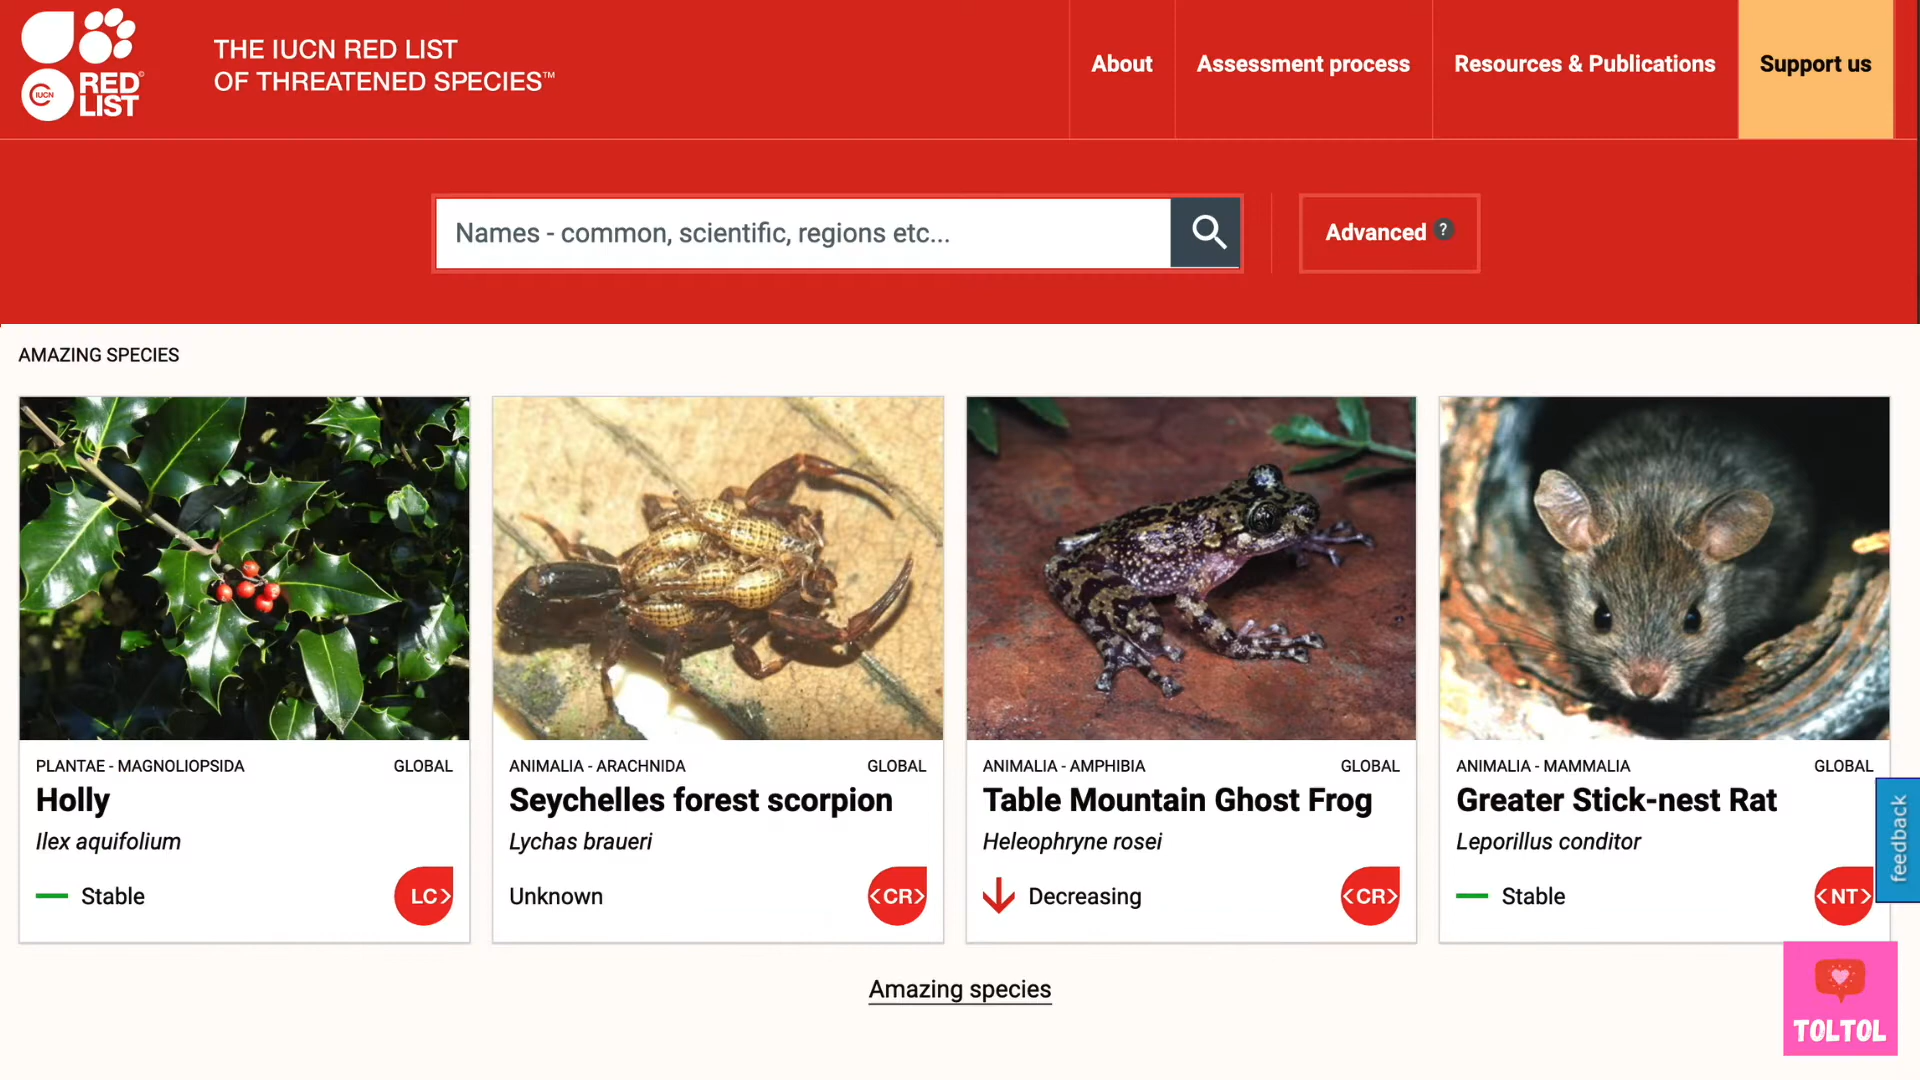 THE IUCN RED LIST
OF THREATENED SPECIES™
IUCN
RED
LIST
About
Assessment process
Resources & Publications
Support us
Names - common, scientific, regions etc...
Advanced ?
AMAZING SPECIES
PLANTAE - MAGNOLIOPSIDA GLOBAL
Holly
Ilex aquifolium
Stable LC>
ANIMALIA - ARACHNIDA GLOBAL
Seychelles forest scorpion
Lychas braueri
Unknown <CR>
ANIMALIA - AMPHIBIA GLOBAL
Table Mountain Ghost Frog
Heleophryne rosei
Decreasing <CR>
ANIMALIA - MAMMALIA GLOBAL
Greater Stick-nest Rat
Leporillus conditor
Stable <NT>
feedback
Amazing species
TOLTOL